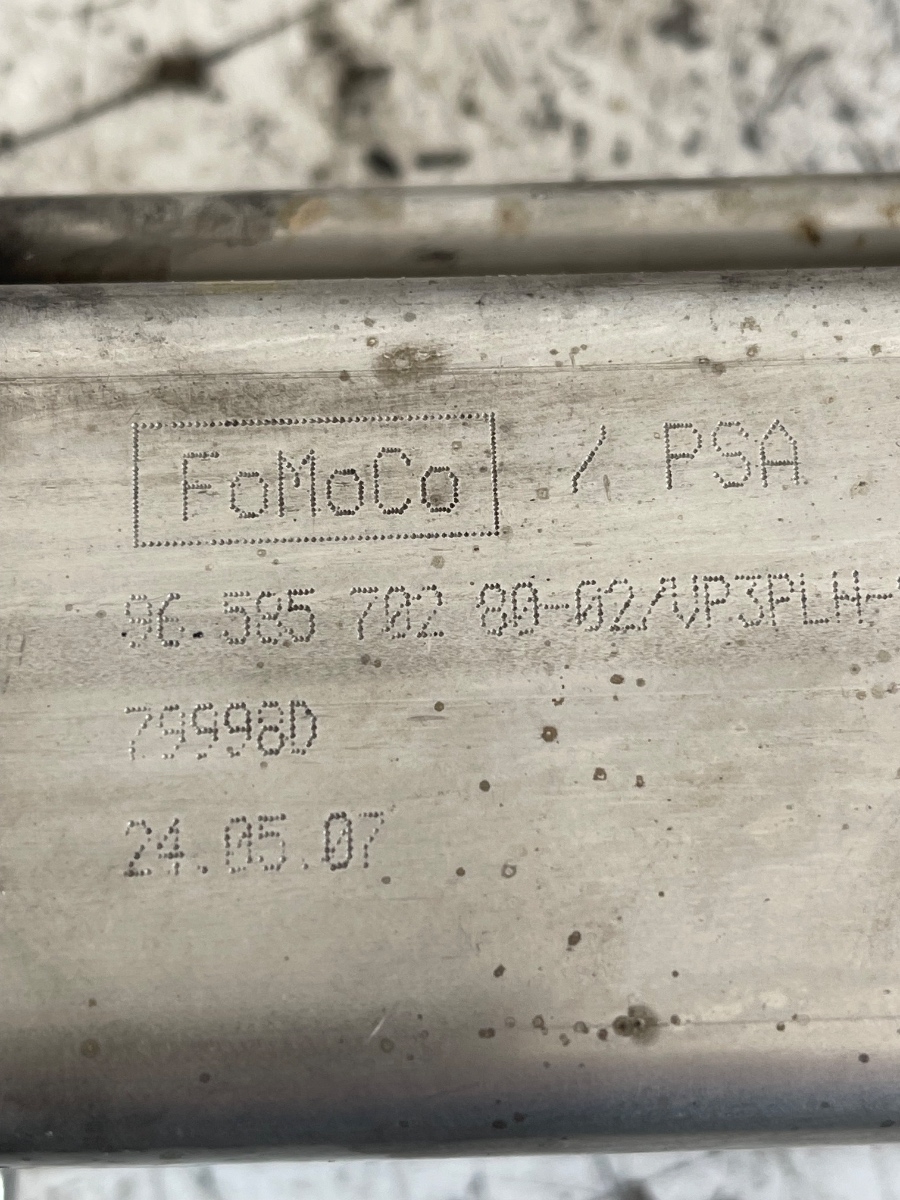 FoMoCo / PSA
96 585 702 80-02/VP3PLH-
79998D
24.05.07